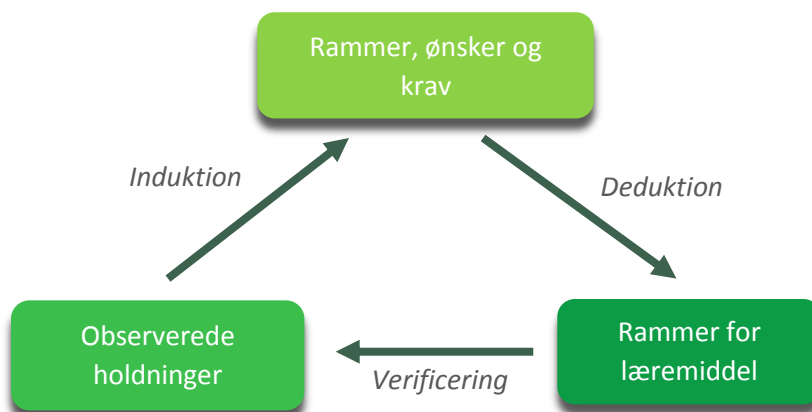 Rammer, ønsker og
krav
Induktion
Deduktion
Observerede
holdninger
Verificering
Rammer for
læremiddel